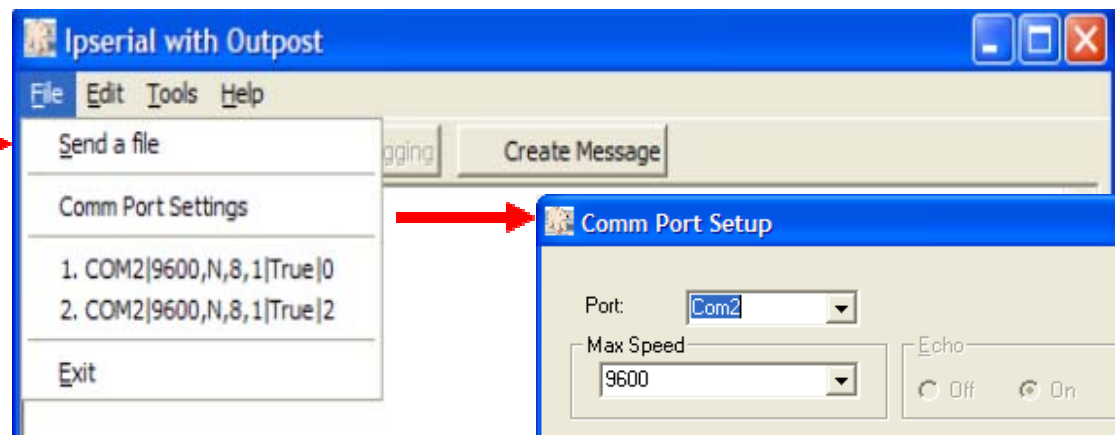 Ipserial with Outpost
File Edit Tools Help
Send a file
Create Message
Comm Port Settings
1. COM2|9600,N,8,1|True|0
2. COM2|9600,N,8,1|True|2
Exit
Comm Port Setup
Port: Com2
Max Speed
9600
Echo
Off On